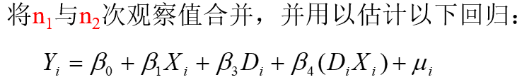 将n₁与n₂次观察值合并，并用以估计以下回归：
Yᵢ = β₀ + β₁Xᵢ + β₃Dᵢ + β₄(DᵢXᵢ) + μᵢ